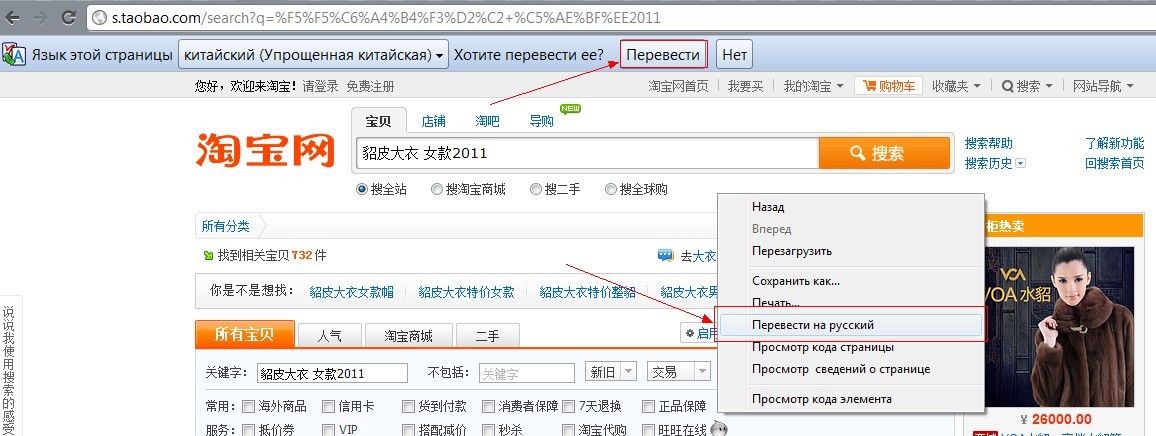 s.taobao.com/search?q=%F5%F5%C6%A4%B4%F3%D2%C2+%C5%AE%BF%EE2011
Язык этой страницы китайский (Упрощенная китайская) Хотите перевести ее? Перевести Нет
您好，欢迎来淘宝！请登录 免费注册 淘宝网首页 我要买 我的淘宝 购物车 收藏夹 搜索 网站导航
宝贝 店铺 淘吧 导购 NEW
淘宝网 貂皮大衣 女款2011 搜索 搜索帮助 了解新功能
搜索历史 回搜索首页
搜全站 搜淘宝商城 搜二手 搜全球购
Назад
所有分类 Вперед 柜热卖
找到相关宝贝 732 件 去大衣 Перезагрузить
Сохранить как...
你是不是想找： 貂皮大衣女款帽 貂皮大衣特价女款 貂皮大衣特价整貂 貂皮大衣男 Печать... VOA
VOA 水貂
所有宝贝 人气 淘宝商城 二手 启用 Перевести на русский
Просмотр кода страницы
关键字： 貂皮大衣 女款2011 不包括： 关键字 新旧 交易 Просмотр сведений о странице
Просмотр кода элемента
常用： 海外商品 信用卡 货到付款 消费者保障 7天退换 正品保障 ¥ 26000.00
服务： 抵价券 VIP 搭配减价 秒杀 淘宝代购 旺旺在线
说说我使用搜索的感受